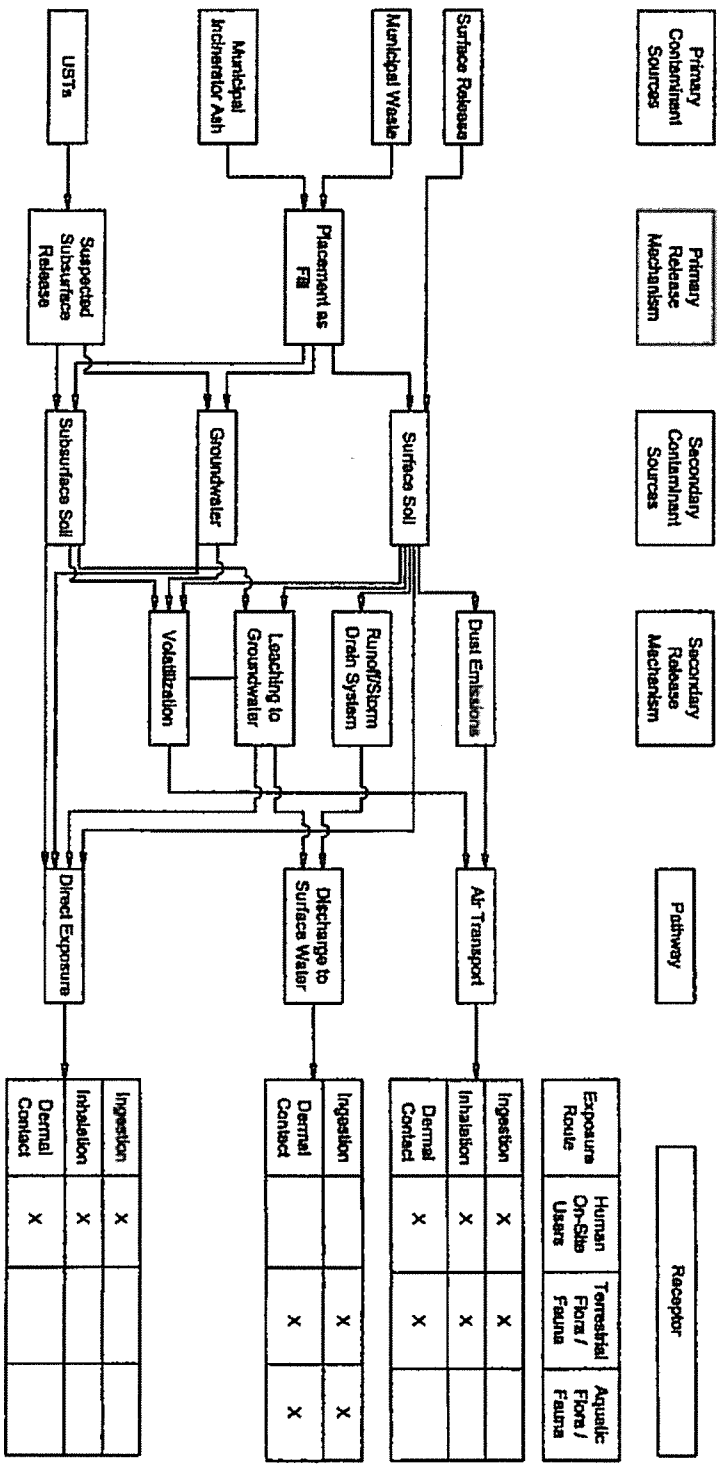 Primary
Contaminant
Sources
Primary
Release
Mechanism
Secondary
Contaminant
Sources
Secondary
Release
Mechanism
Pathway
Receptor
Exposure
Route
Human
On-Site
Users
Terrestrial
Flora /
Fauna
Aquatic
Flora /
Fauna
Surface Release
Municipal Waste
Municipal
Incinerator Ash
USTs
Placement as
Fill
Suspected
Subsurface
Release
Surface Soil
Groundwater
Subsurface Soil
Dust Emissions
Runoff/Storm
Drain System
Leaching to
Groundwater
Volatilization
Air Transport
Discharge to
Surface Water
Direct Exposure
Ingestion X X
Inhalation X X
Dermal
Contact X X
Ingestion X X
Dermal
Contact X X
Ingestion X
Inhalation X
Dermal
Contact X